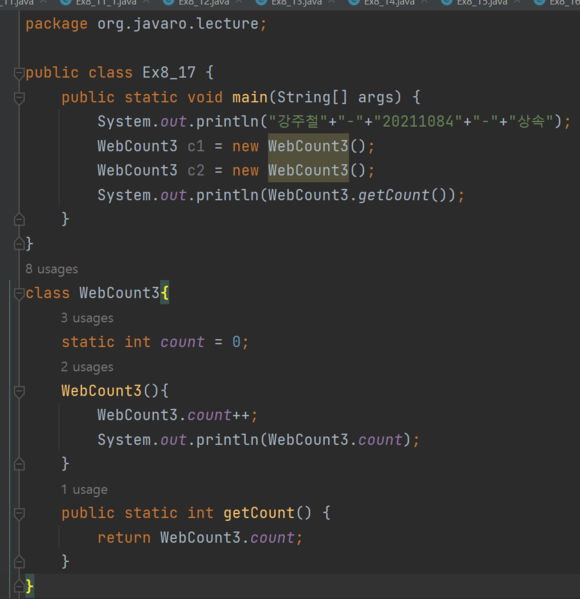 _11.java Ex8_11_1.java Ex8_12.java Ex8_13.java Ex8_14.java Ex8_15.java Ex8_16
package org.javaro.lecture;
public class Ex8_17 {
public static void main(String[] args) {
System.out.println("강주철"+"-"+"20211084"+"-"+"상속");
WebCount3 c1 = new WebCount3();
WebCount3 c2 = new WebCount3();
System.out.println(WebCount3.getCount());
}
}
8 usages
class WebCount3{
3 usages
static int count = 0;
2 usages
WebCount3(){
WebCount3.count++;
System.out.println(WebCount3.count);
}
1 usage
public static int getCount() {
return WebCount3.count;
}
}